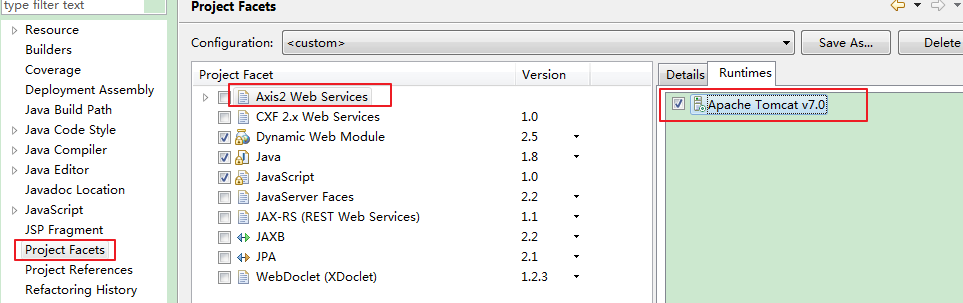 type filter text
Resource
Builders
Coverage
Deployment Assembly
Java Build Path
Java Code Style
Java Compiler
Java Editor
Javadoc Location
JavaScript
JSP Fragment
Project Facets
Project References
Refactoring History
Project Facets
Configuration: <custom> Save As... Delete
Project Facet Version
Axis2 Web Services
CXF 2.x Web Services 1.0
Dynamic Web Module 2.5
Java 1.8
JavaScript 1.0
JavaServer Faces 2.2
JAX-RS (REST Web Services) 1.1
JAXB 2.2
JPA 2.1
WebDoclet (XDoclet) 1.2.3
Details Runtimes
Apache Tomcat v7.0